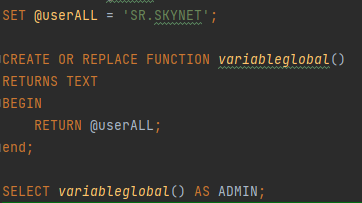 SET @userALL = 'SR.SKYNET';
CREATE OR REPLACE FUNCTION variableglobal()
RETURNS TEXT
BEGIN
RETURN @userALL;
end;
SELECT variableglobal() AS ADMIN;